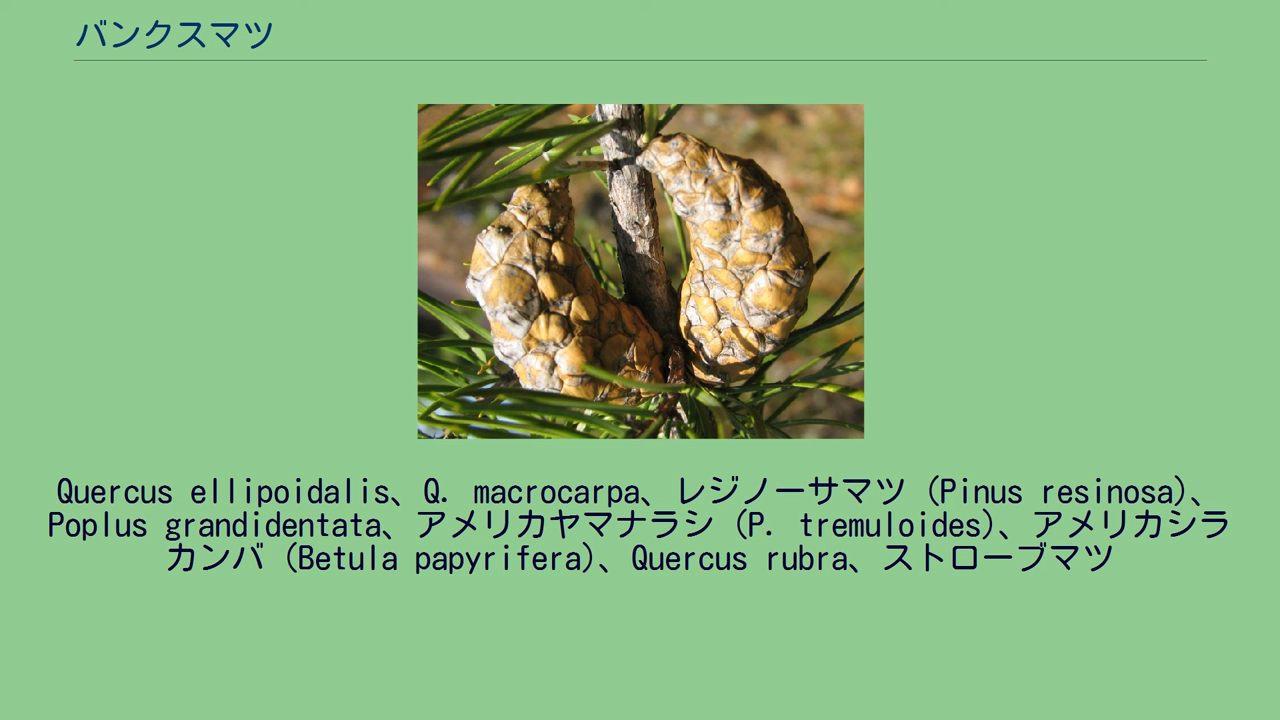 バンクスマツ
Quercus ellipoidalis、Q. macrocarpa、レジノーサマツ (Pinus resinosa)、
Poplus grandidentata、アメリカヤマナラシ (P. tremuloides)、アメリカシラ
カンバ (Betula papyrifera)、Quercus rubra、ストローブマツ